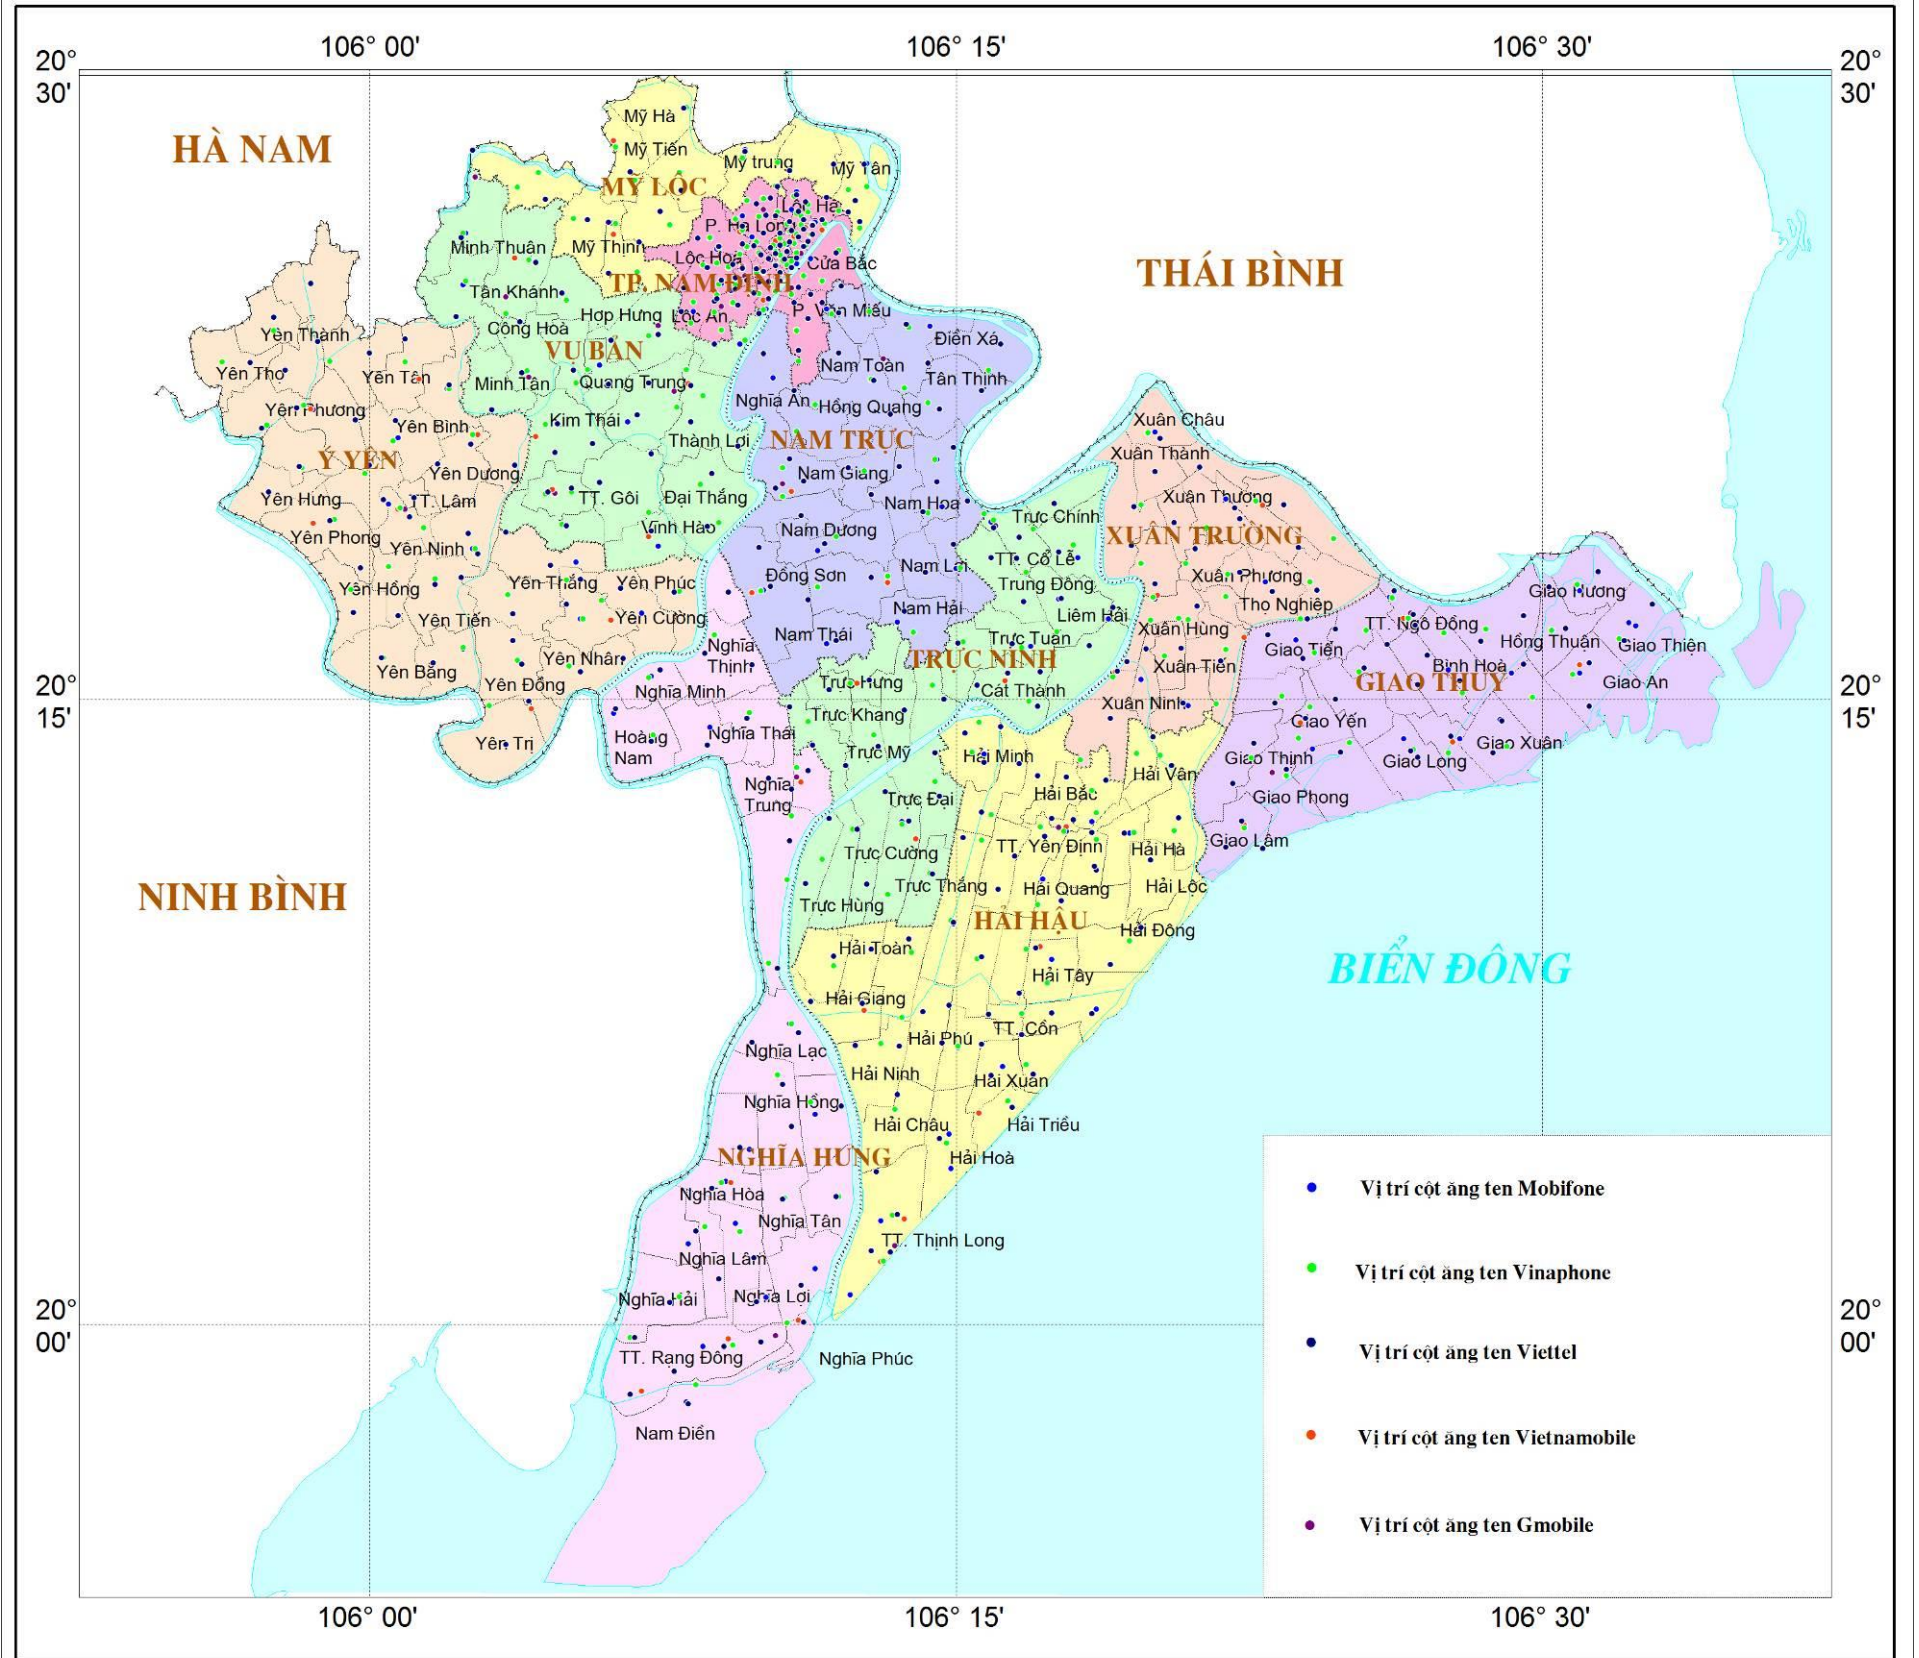 106° 00'
106° 15'
106° 30'
20°
30'
20°
30'
HÀ NAM
Mỹ Hà
Mỹ Tiến
Mỹ trung
Mỹ Tân
MỸ LỘC
Lộc Hạ
P. Hạ Long
Minh Thuận
Mỹ Thịnh
Lộc Hoà
Cửa Bắc
THÁI BÌNH
TP. NAM ĐỊNH
Tân Khánh
Hợp Hưng
Lộc An
P. Văn Miếu
Cộng Hoà
Yên Thành
Điền Xá
VỤ BẢN
Nam Toàn
Yên Thọ
Yên Tân
Minh Tân
Quang Trung
Tân Thịnh
Nghĩa An
Hồng Quang
Yên Phương
Kim Thái
Xuân Châu
Yên Bình
Thành Lợi
NAM TRỰC
Xuân Thành
Ý YÊN
Yên Dương
Nam Giang
Yên Hưng
TT. Lâm
TT. Gôi
Đại Thắng
Nam Hoa
Xuân Thượng
Trực Chính
Vĩnh Hào
Nam Dương
XUÂN TRƯỜNG
Yên Phong
Yên Ninh
TT. Cổ Lễ
Nam Lợi
Yên Thắng
Yên Phúc
Đồng Sơn
Trung Đông
Xuân Phương
Yên Hồng
Giao Hương
Thọ Nghiệp
Nam Hải
Liêm Hải
Yên Tiến
Yên Cường
TT. Ngô Đồng
Nam Thái
Trực Tuấn
Xuân Hùng
Hồng Thuận
Giao Thiện
Nghĩa
Thịnh
Giao Tiến
Yên Nhân
TRỰC NINH
Xuân Tiến
Bình Hoà
Yên Bằng
Yên Đồng
Nghĩa Minh
Trực Hưng
Cát Thành
GIAO THUỶ
Giao An
20°
15'
20°
15'
Xuân Ninh
Trực Khang
Giao Yến
Yên Trị
Hoàng
Nam
Nghĩa Thái
Trực Mỹ
Hải Minh
Giao Xuân
Giao Thịnh
Giao Long
Hải Vân
Nghĩa
Trung
Trực Đại
Hải Bắc
Giao Phong
TT. Yên Định
Hải Hà
Giao Lâm
Trực Cường
NINH BÌNH
Trực Thắng
Hải Quang
Hải Lộc
Trực Hùng
HẢI HẬU
Hải Đông
Hải Toàn
BIỂN ĐÔNG
Hải Tây
Hải Giang
TT. Cồn
Hải Phú
Nghĩa Lạc
Hải Ninh
Hải Xuân
Nghĩa Hồng
Hải Châu
Hải Triều
NGHĨA HƯNG
Hải Hoà
Nghĩa Hòa
Vị trí cột ăng ten Mobifone
Nghĩa Tân
TT. Thịnh Long
Nghĩa Lâm
Vị trí cột ăng ten Vinaphone
Nghĩa Hải
Nghĩa Lợi
20°
00'
20°
00'
TT. Rạng Đông
Nghĩa Phúc
Vị trí cột ăng ten Viettel
Nam Điền
Vị trí cột ăng ten Vietnamobile
Vị trí cột ăng ten Gmobile
106° 00'
106° 15'
106° 30'